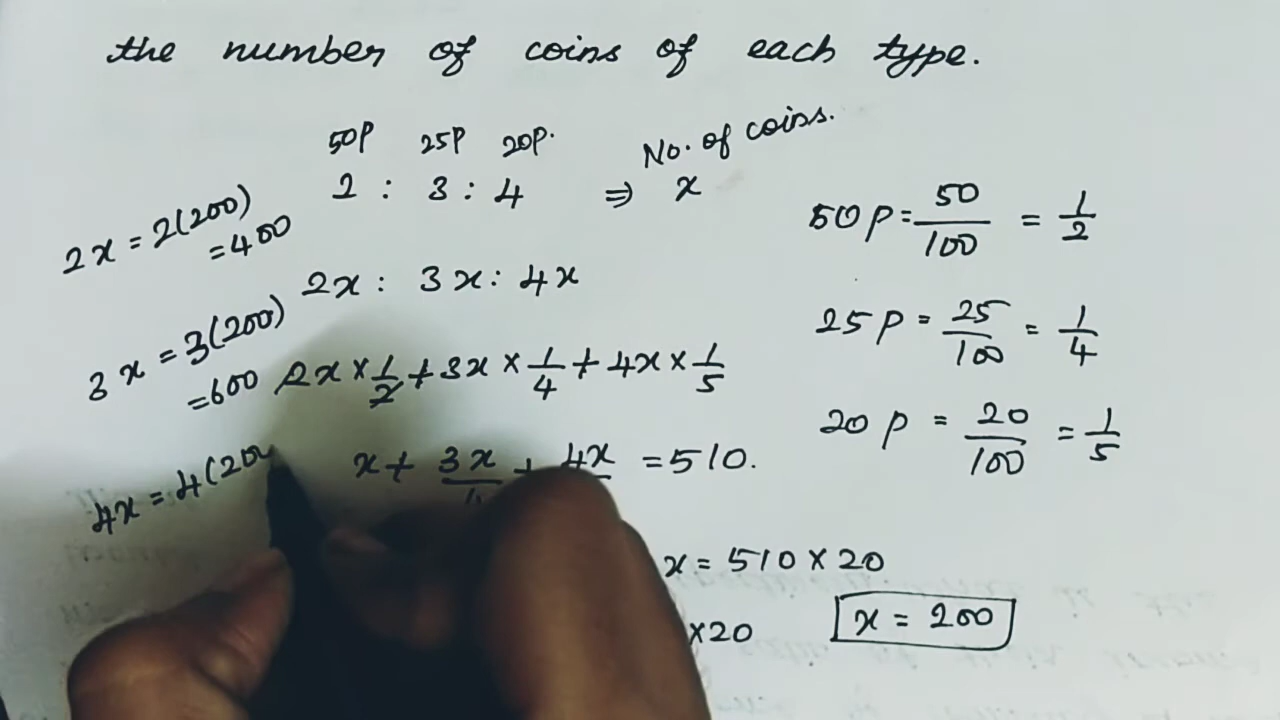 the number of coins of each type.
50P 25P 20P.
2 : 3 : 4 ⇒ x
No. of coins.
2x : 3x : 4x
2x × 1/2 + 3x × 1/4 + 4x × 1/5
x + 3x/4 + 4x = 510.
x = 510 × 20
×20
x = 200
2x = 2(200)
= 400
3x = 3(200)
= 600
4x = 4(200
50P = 50/100 = 1/2
25P = 25/100 = 1/4
20P = 20/100 = 1/5